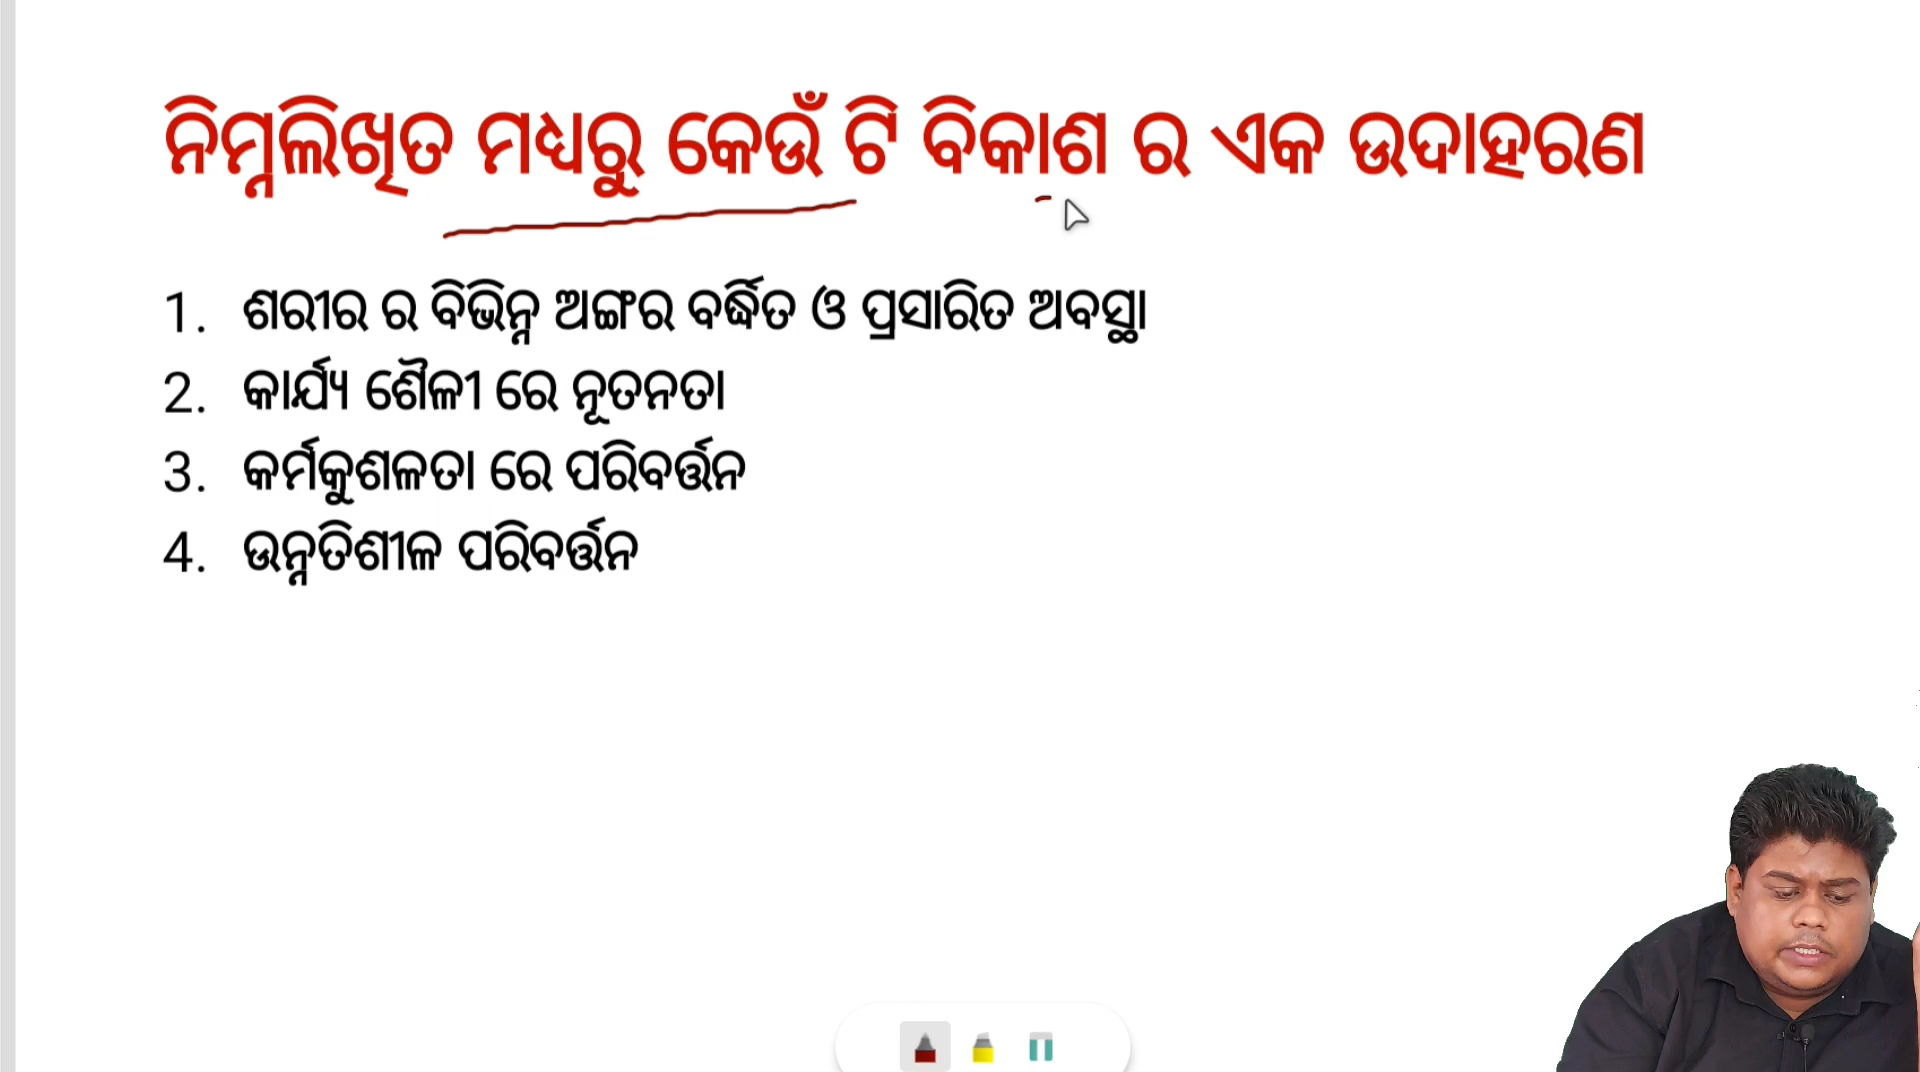 ନିମ୍ନଲିଖିତ ମଧ୍ୟରୁ କେଉଁ ଟି ବିକାଶ ର ଏକ ଉଦାହରଣ
1. ଶରୀର ର ବିଭିନ୍ନ ଅଙ୍ଗର ବର୍ଦ୍ଧିତ ଓ ପ୍ରସାରିତ ଅବସ୍ଥା
2. କାର୍ଯ୍ୟ ଶୈଳୀ ରେ ନୂତନତା
3. କର୍ମକୁଶଳତା ରେ ପରିବର୍ତ୍ତନ
4. ଉନ୍ନତିଶୀଳ ପରିବର୍ତ୍ତନ